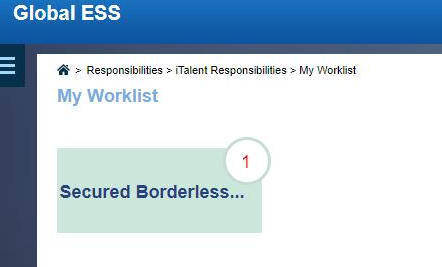 Global ESS
> Responsibilities > iTalent Responsibilities > My Worklist
My Worklist
1
Secured Borderless...